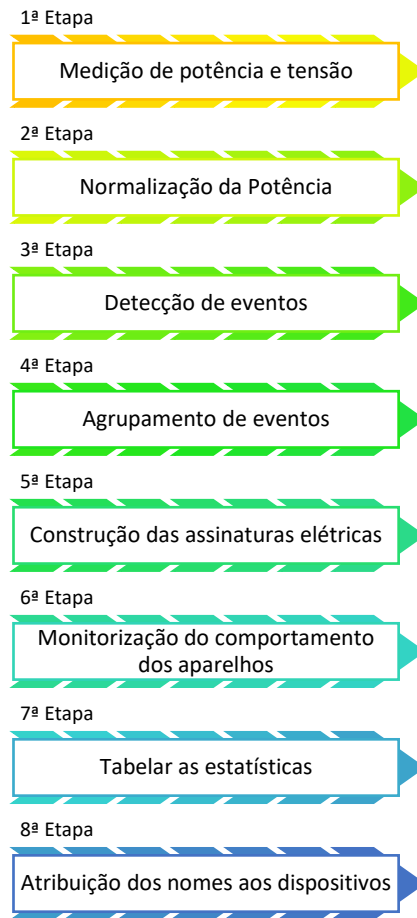 1ª Etapa
Medição de potência e tensão
2ª Etapa
Normalização da Potência
3ª Etapa
Detecção de eventos
4ª Etapa
Agrupamento de eventos
5ª Etapa
Construção das assinaturas elétricas
6ª Etapa
Monitorização do comportamento
dos aparelhos
7ª Etapa
Tabelar as estatísticas
8ª Etapa
Atribuição dos nomes aos dispositivos